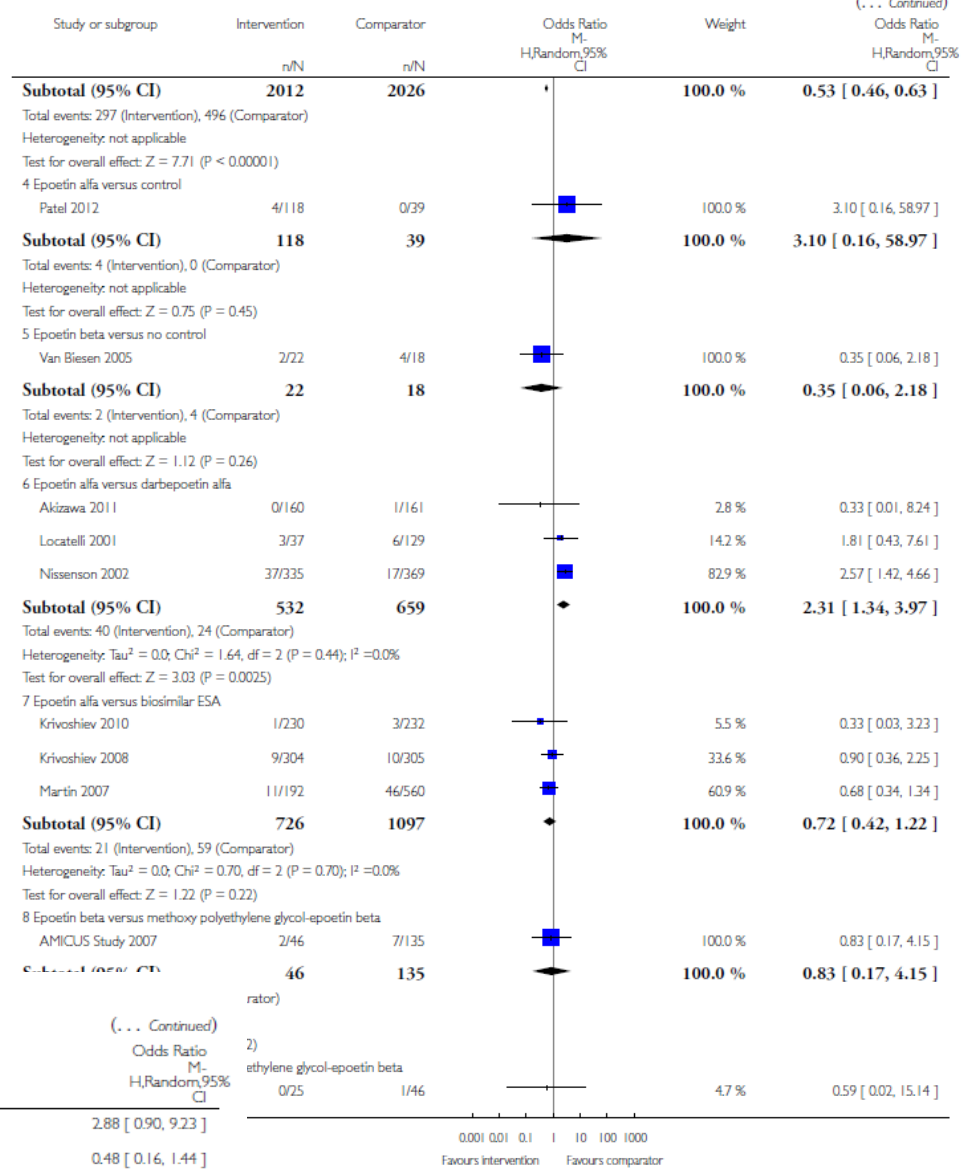 (... Continued)
Study or subgroup Intervention Comparator Odds Ratio Weight Odds Ratio
M- M-
H,Random,95% H,Random,95%
n/N n/N CI CI
Subtotal (95% CI) 2012 2026 100.0 % 0.53 [ 0.46, 0.63 ]
Total events: 297 (Intervention), 496 (Comparator)
Heterogeneity: not applicable
Test for overall effect: Z = 7.71 (P < 0.00001)
4 Epoetin alfa versus control
Patel 2012 4/118 0/39 100.0 % 3.10 [ 0.16, 58.97 ]
Subtotal (95% CI) 118 39 100.0 % 3.10 [ 0.16, 58.97 ]
Total events: 4 (Intervention), 0 (Comparator)
Heterogeneity: not applicable
Test for overall effect: Z = 0.75 (P = 0.45)
5 Epoetin beta versus no control
Van Biesen 2005 2/22 4/18 100.0 % 0.35 [ 0.06, 2.18 ]
Subtotal (95% CI) 22 18 100.0 % 0.35 [ 0.06, 2.18 ]
Total events: 2 (Intervention), 4 (Comparator)
Heterogeneity: not applicable
Test for overall effect: Z = 1.12 (P = 0.26)
6 Epoetin alfa versus darbepoetin alfa
Akizawa 2011 0/160 1/161 2.8 % 0.33 [ 0.01, 8.24 ]
Locatelli 2001 3/37 6/129 14.2 % 1.81 [ 0.43, 7.61 ]
Nissenson 2002 37/335 17/369 82.9 % 2.57 [ 1.42, 4.66 ]
Subtotal (95% CI) 532 659 100.0 % 2.31 [ 1.34, 3.97 ]
Total events: 40 (Intervention), 24 (Comparator)
Heterogeneity: Tau² = 0.0; Chi² = 1.64, df = 2 (P = 0.44); I² =0.0%
Test for overall effect: Z = 3.03 (P = 0.0025)
7 Epoetin alfa versus biosimilar ESA
Krivoshiev 2010 1/230 3/232 5.5 % 0.33 [ 0.03, 3.23 ]
Krivoshiev 2008 9/304 10/305 33.6 % 0.90 [ 0.36, 2.25 ]
Martin 2007 11/192 46/560 60.9 % 0.68 [ 0.34, 1.34 ]
Subtotal (95% CI) 726 1097 100.0 % 0.72 [ 0.42, 1.22 ]
Total events: 21 (Intervention), 59 (Comparator)
Heterogeneity: Tau² = 0.0; Chi² = 0.70, df = 2 (P = 0.70); I² =0.0%
Test for overall effect: Z = 1.22 (P = 0.22)
8 Epoetin beta versus methoxy polyethylene glycol-epoetin beta
AMICUS Study 2007 2/46 7/135 100.0 % 0.83 [ 0.17, 4.15 ]
46 135 100.0 % 0.83 [ 0.17, 4.15 ]
rator)
(... Continued)
Odds Ratio 2)
M- ethylene glycol-epoetin beta
H,Random,95%
CI 0/25 1/46 4.7 % 0.59 [ 0.02, 15.14 ]
2.88 [ 0.90, 9.23 ]
0.001 0.01 0.1 1 10 100 1000
0.48 [ 0.16, 1.44 ] Favours intervention Favours comparator